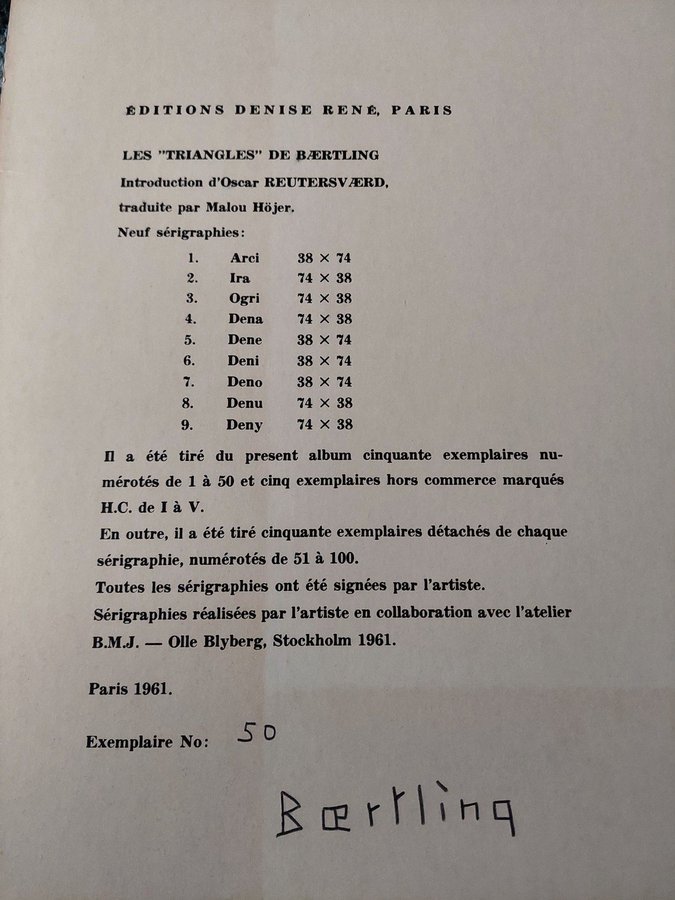 ÉDITIONS DENISE RENÉ, PARIS
LES "TRIANGLES" DE BÆRTLING
Introduction d'Oscar REUTERSVÆRD,
traduite par Malou Höjer.
Neuf sérigraphies:
1. Arci 38 × 74
2. Ira 74 × 38
3. Ogri 74 × 38
4. Dena 74 × 38
5. Dene 38 × 74
6. Deni 38 × 74
7. Deno 38 × 74
8. Denu 74 × 38
9. Deny 74 × 38
Il a été tiré du present album cinquante exemplaires nu-
mérotés de 1 à 50 et cinq exemplaires hors commerce marqués
H.C. de I à V.
En outre, il a été tiré cinquante exemplaires détachés de chaque
sérigraphie, numérotés de 51 à 100.
Toutes les sérigraphies ont été signées par l'artiste.
Sérigraphies réalisées par l'artiste en collaboration avec l'atelier
B.M.J. — Olle Blyberg, Stockholm 1961.
Paris 1961.
Exemplaire No: 50
Bærtling